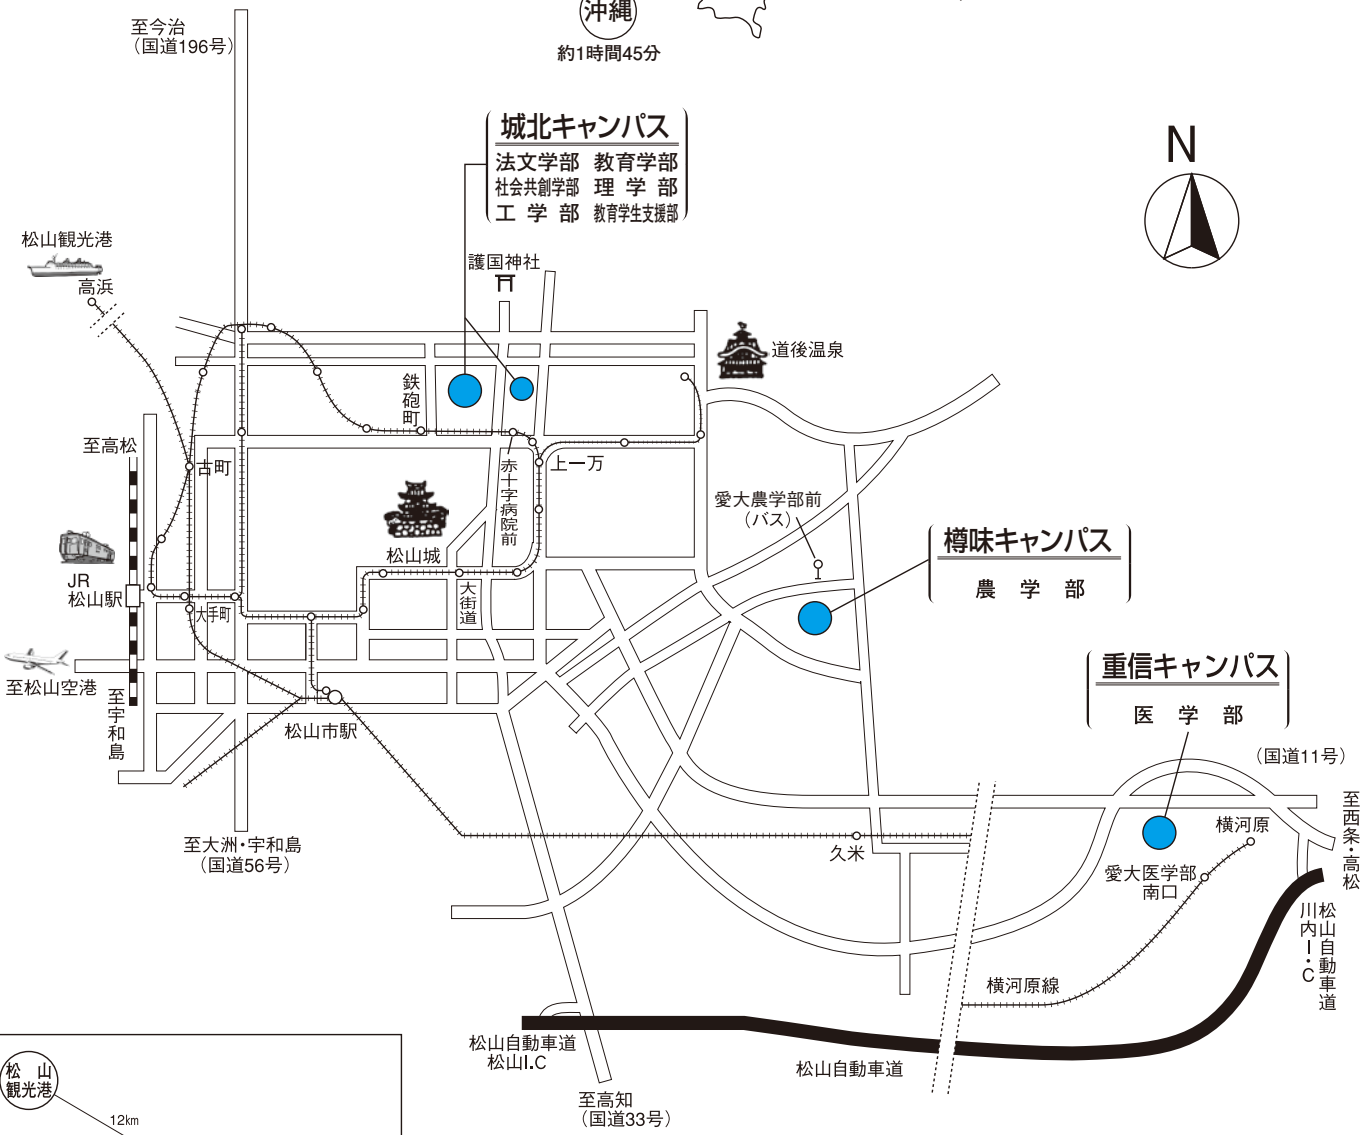 沖縄
約1時間45分
至今治
（国道196号）
城北キャンパス
法文学部 教育学部
社会共創学部 理学部
工学部 教育学生支援部
N
松山観光港
高浜
護国神社
道後温泉
鉄砲町
至高松
古町
赤十字病院前
上一万
愛大農学部前
（バス）
樽味キャンパス
農学部
松山城
JR
松山駅
大手町
大街道
至松山空港
至宇和島
松山市駅
重信キャンパス
医学部
（国道11号）
至西条・高松
横河原
久米
愛大医学部
南口
至大洲・宇和島
（国道56号）
松山自動車道
川内I・C
横河原線
松山自動車道
松山I.C
松山自動車道
至高知
（国道33号）
松山
観光港
12km